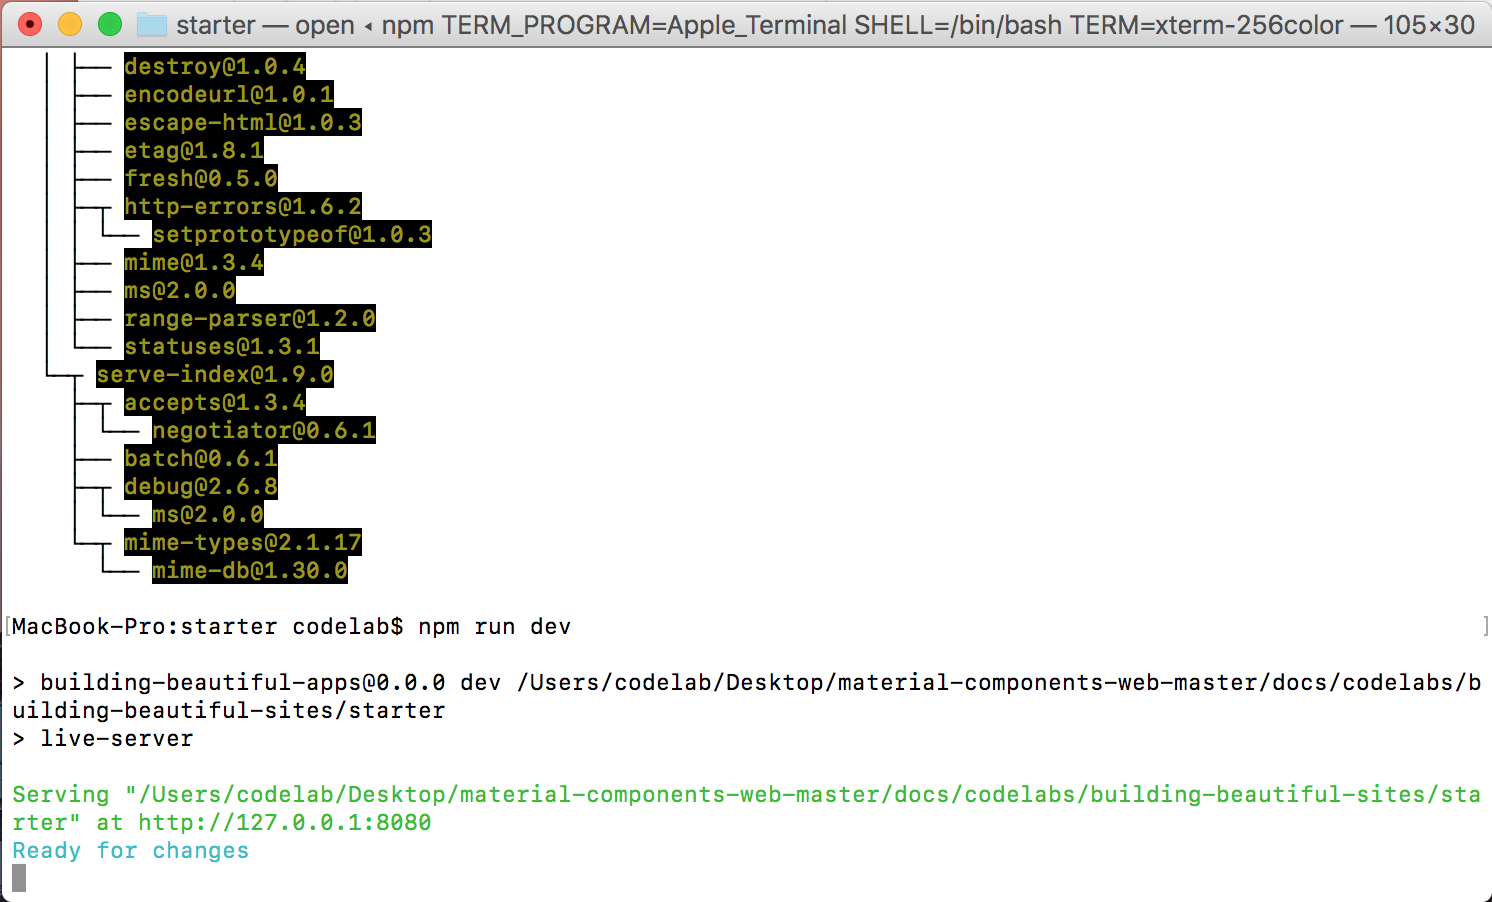 starter — open ◂ npm TERM_PROGRAM=Apple_Terminal SHELL=/bin/bash TERM=xterm-256color — 105×30
│ ├── destroy@1.0.4
│ ├── encodeurl@1.0.1
│ ├── escape-html@1.0.3
│ ├── etag@1.8.1
│ ├── fresh@0.5.0
│ ├─┬ http-errors@1.6.2
│ │ └── setprototypeof@1.0.3
│ ├── mime@1.3.4
│ ├── ms@2.0.0
│ ├── range-parser@1.2.0
│ └── statuses@1.3.1
└─┬ serve-index@1.9.0
  ├─┬ accepts@1.3.4
  │ └── negotiator@0.6.1
  ├── batch@0.6.1
  ├─┬ debug@2.6.8
  │ └── ms@2.0.0
  └─┬ mime-types@2.1.17
    └── mime-db@1.30.0
[MacBook-Pro:starter codelab$ npm run dev ]
> building-beautiful-apps@0.0.0 dev /Users/codelab/Desktop/material-components-web-master/docs/codelabs/b
uilding-beautiful-sites/starter
> live-server
Serving "/Users/codelab/Desktop/material-components-web-master/docs/codelabs/building-beautiful-sites/sta
rter" at http://127.0.0.1:8080
Ready for changes